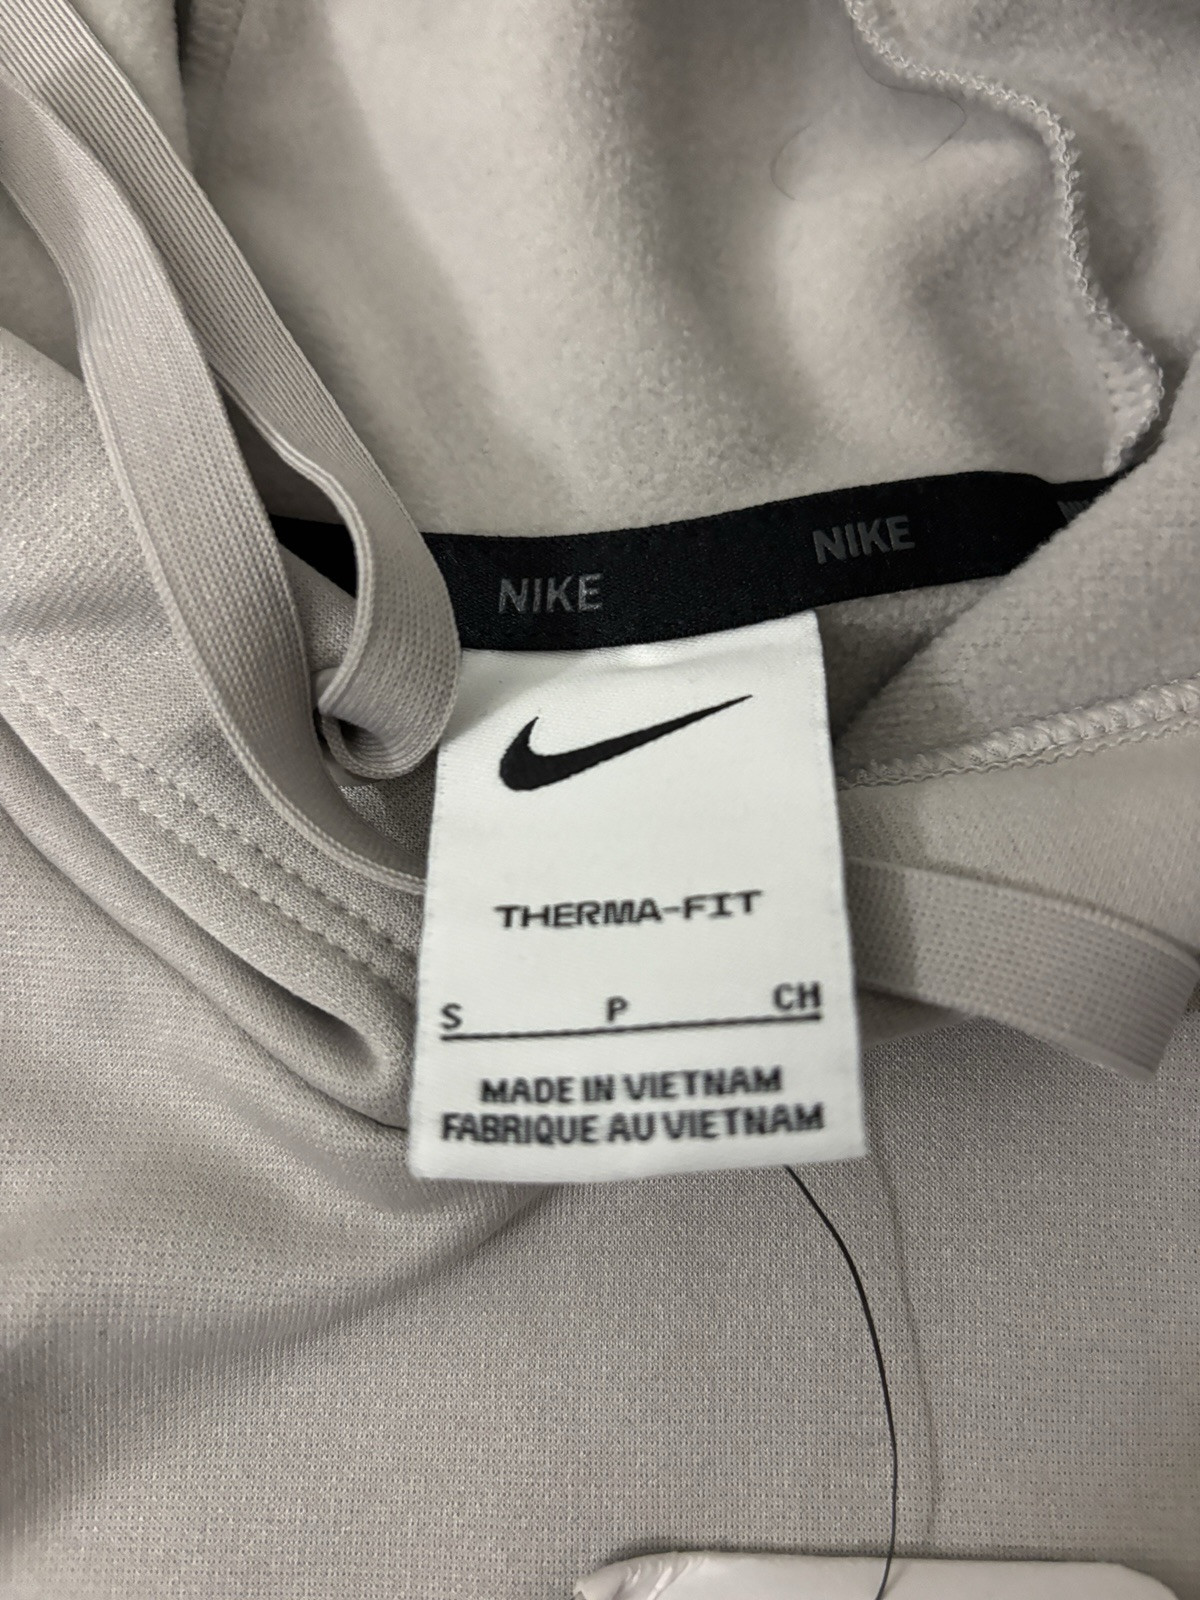 NIKE
NIKE
THERMA-FIT
S P CH
MADE IN VIETNAM
FABRIQUE AU VIETNAM